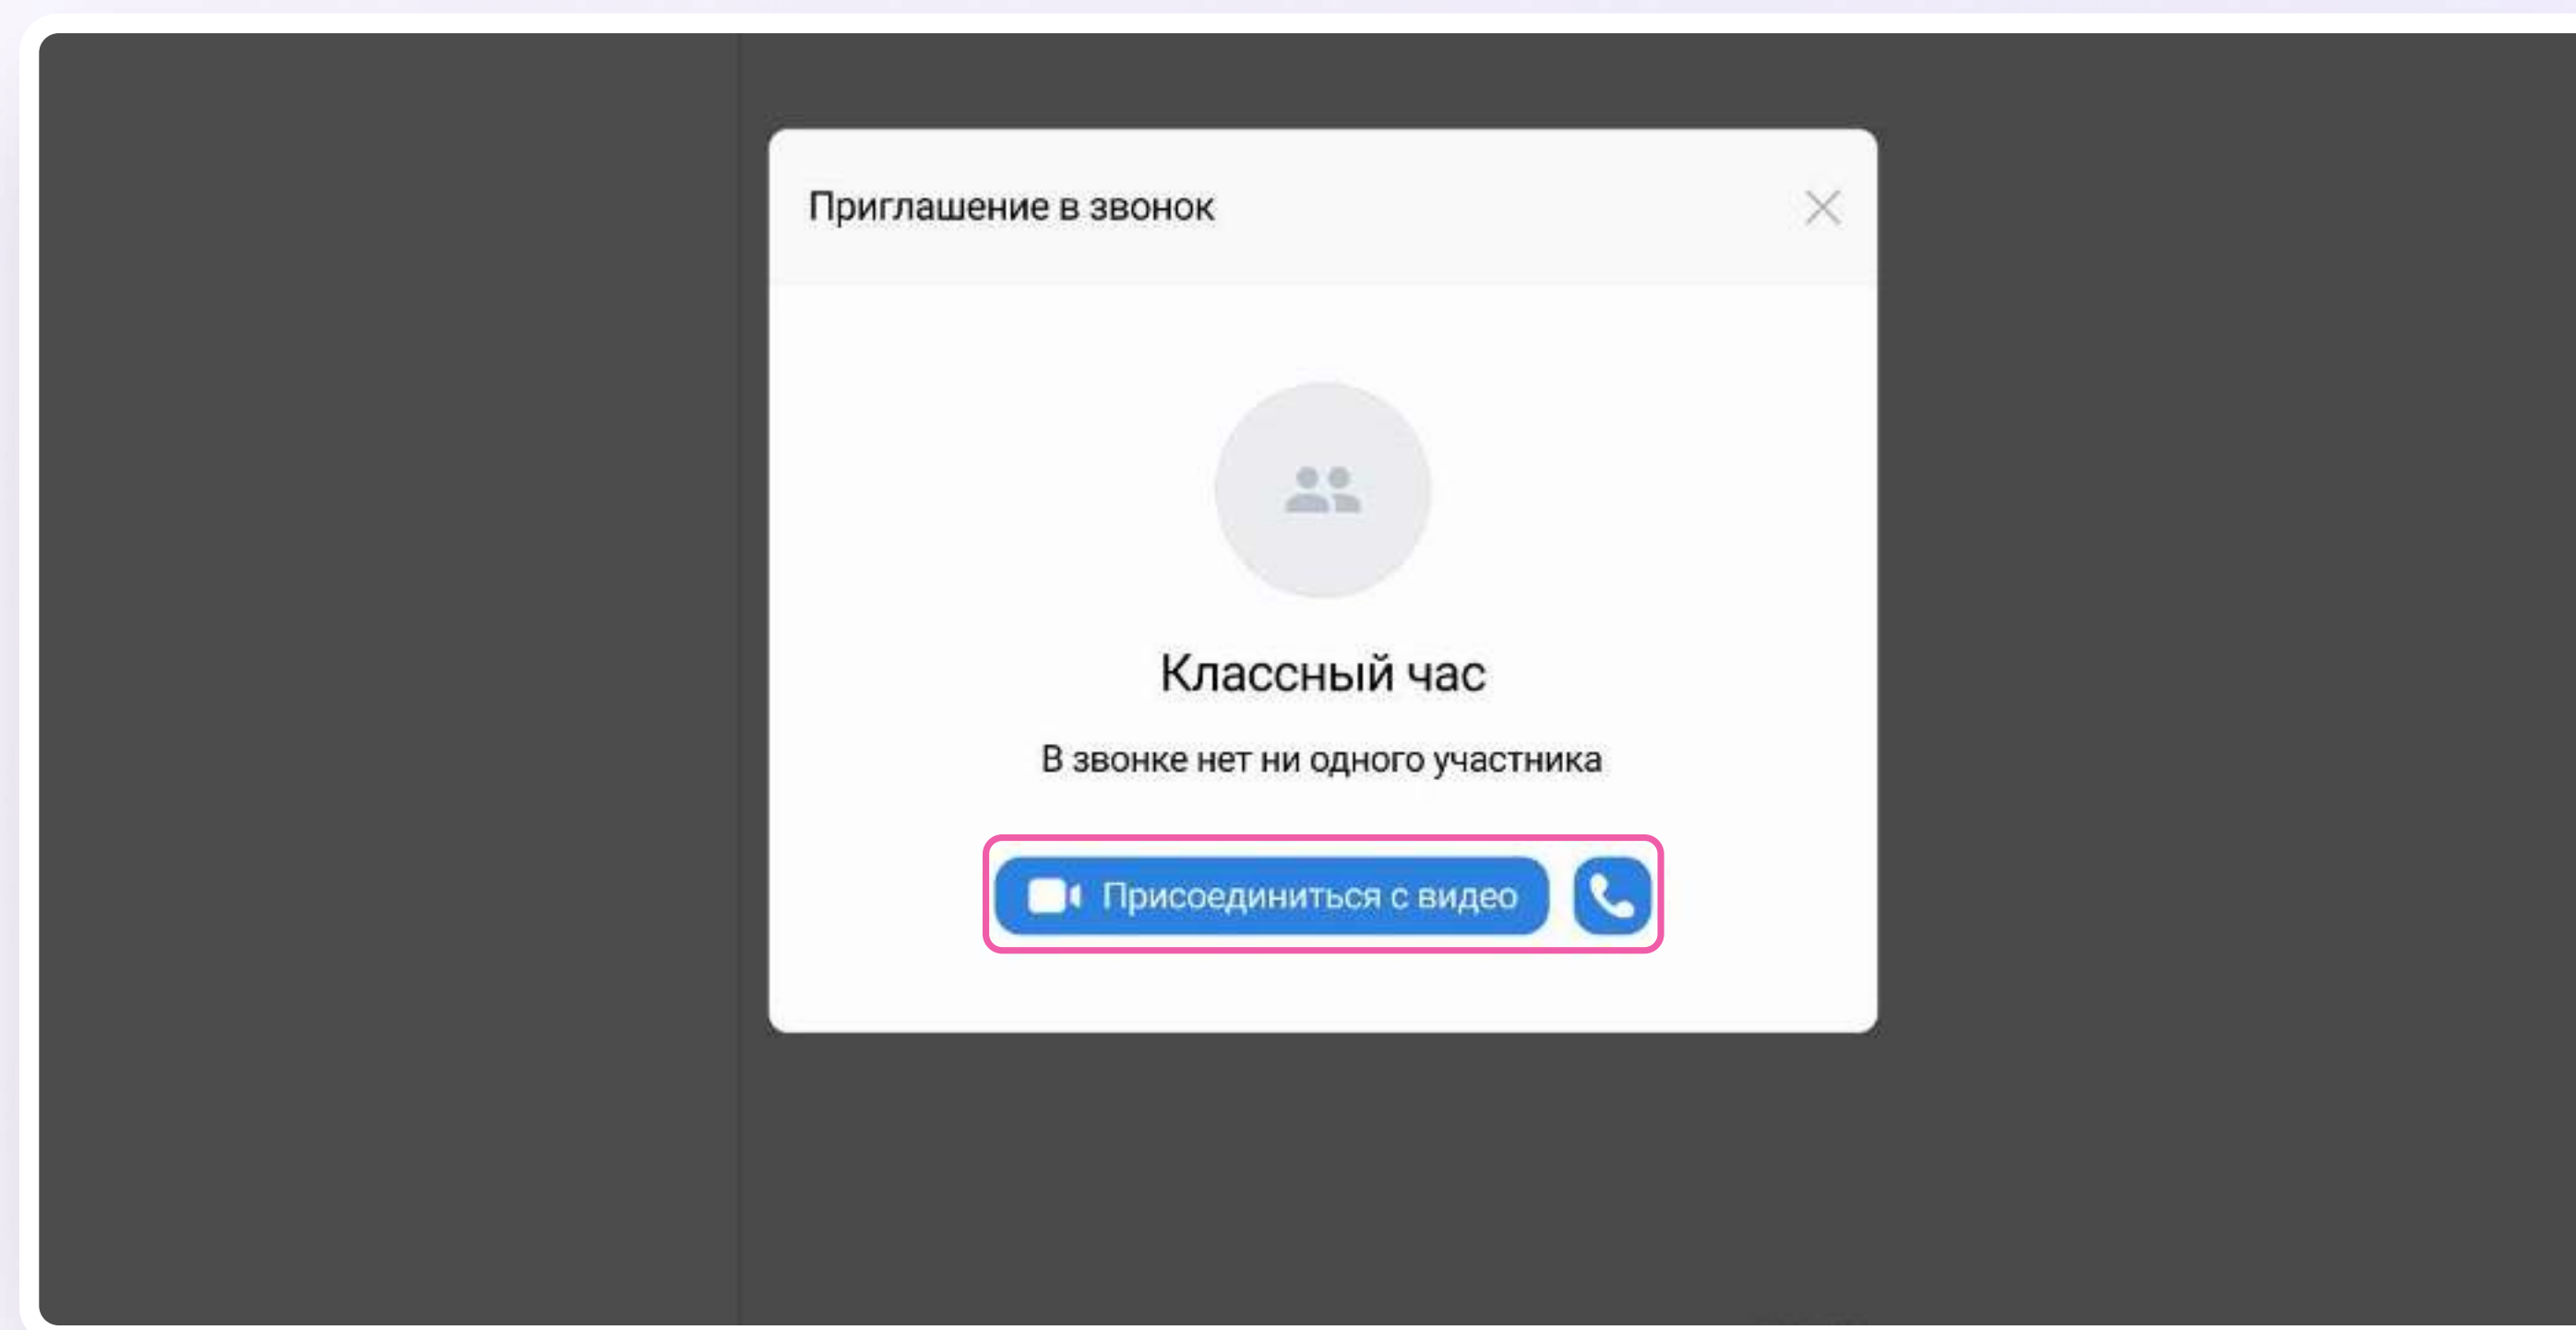 Приглашение в звонок
Классный час
В звонке нет ни одного участника
Присоединиться с видео